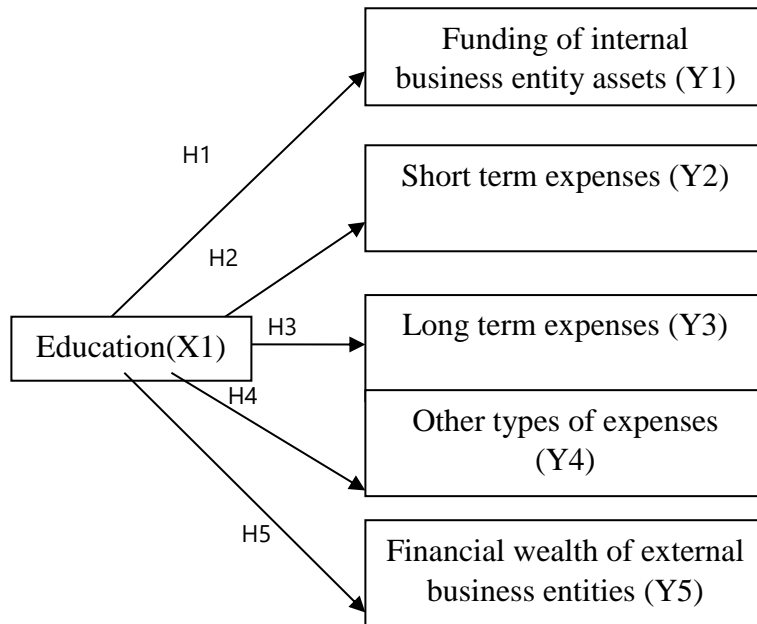 Funding of internal
business entity assets (Y1)
H1
Short term expenses (Y2)
H2
Education(X1)
H3
Long term expenses (Y3)
H4
Other types of expenses
(Y4)
H5
Financial wealth of external
business entities (Y5)